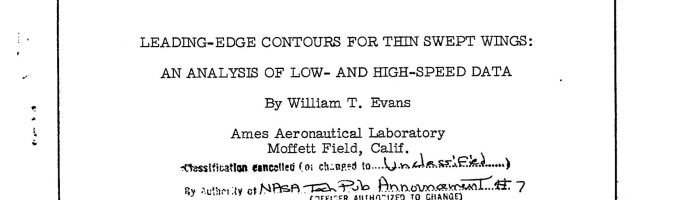 LEADING-EDGE CONTOURS FOR THIN SWEPT WINGS:
AN ANALYSIS OF LOW- AND HIGH-SPEED DATA
By William T. Evans
Ames Aeronautical Laboratory
Moffett Field, Calif.
Classification cancelled (or changed to....Unclassified......)
By Authority of NASA Tech Pub Announcement #7
(OFFICER AUTHORIZED TO CHANGE)